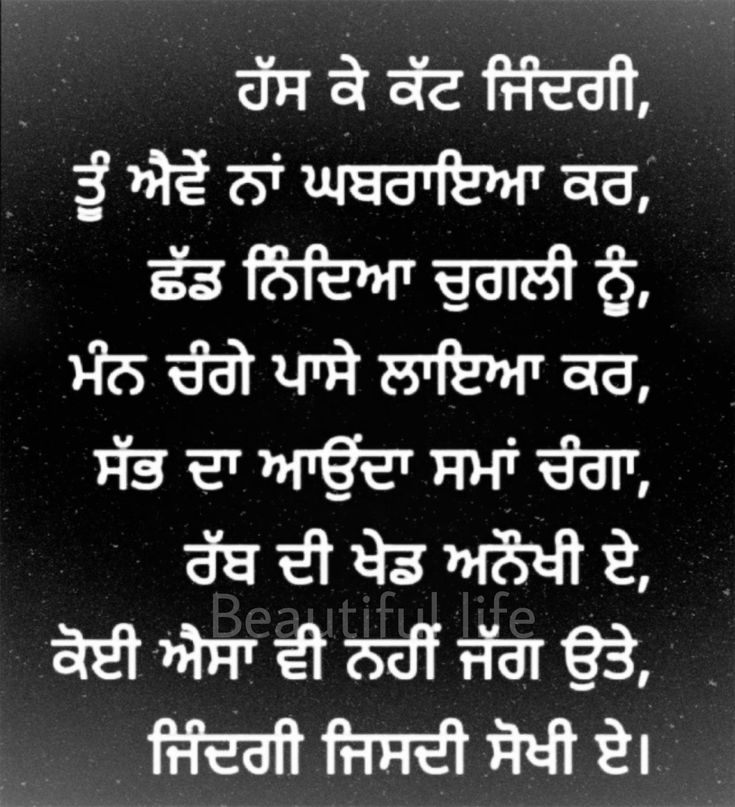 ਹੱਸ ਕੇ ਕੱਟ ਜਿੰਦਗੀ,
ਤੂੰ ਐਵੇਂ ਨਾਂ ਘਬਰਾਇਆ ਕਰ,
ਛੱਡ ਨਿੰਦਿਆ ਚੁਗਲੀ ਨੂੰ,
ਮੰਨ ਚੰਗੇ ਪਾਸੇ ਲਾਇਆ ਕਰ,
ਸੱਭ ਦਾ ਆਉਂਦਾ ਸਮਾਂ ਚੰਗਾ,
ਰੱਬ ਦੀ ਖੇਡ ਅਨੌਖੀ ਏ,
Beautiful life
ਕੋਈ ਐਸਾ ਵੀ ਨਹੀਂ ਜੱਗ ਉਤੇ,
ਜਿੰਦਗੀ ਜਿਸਦੀ ਸੋਖੀ ਏ।